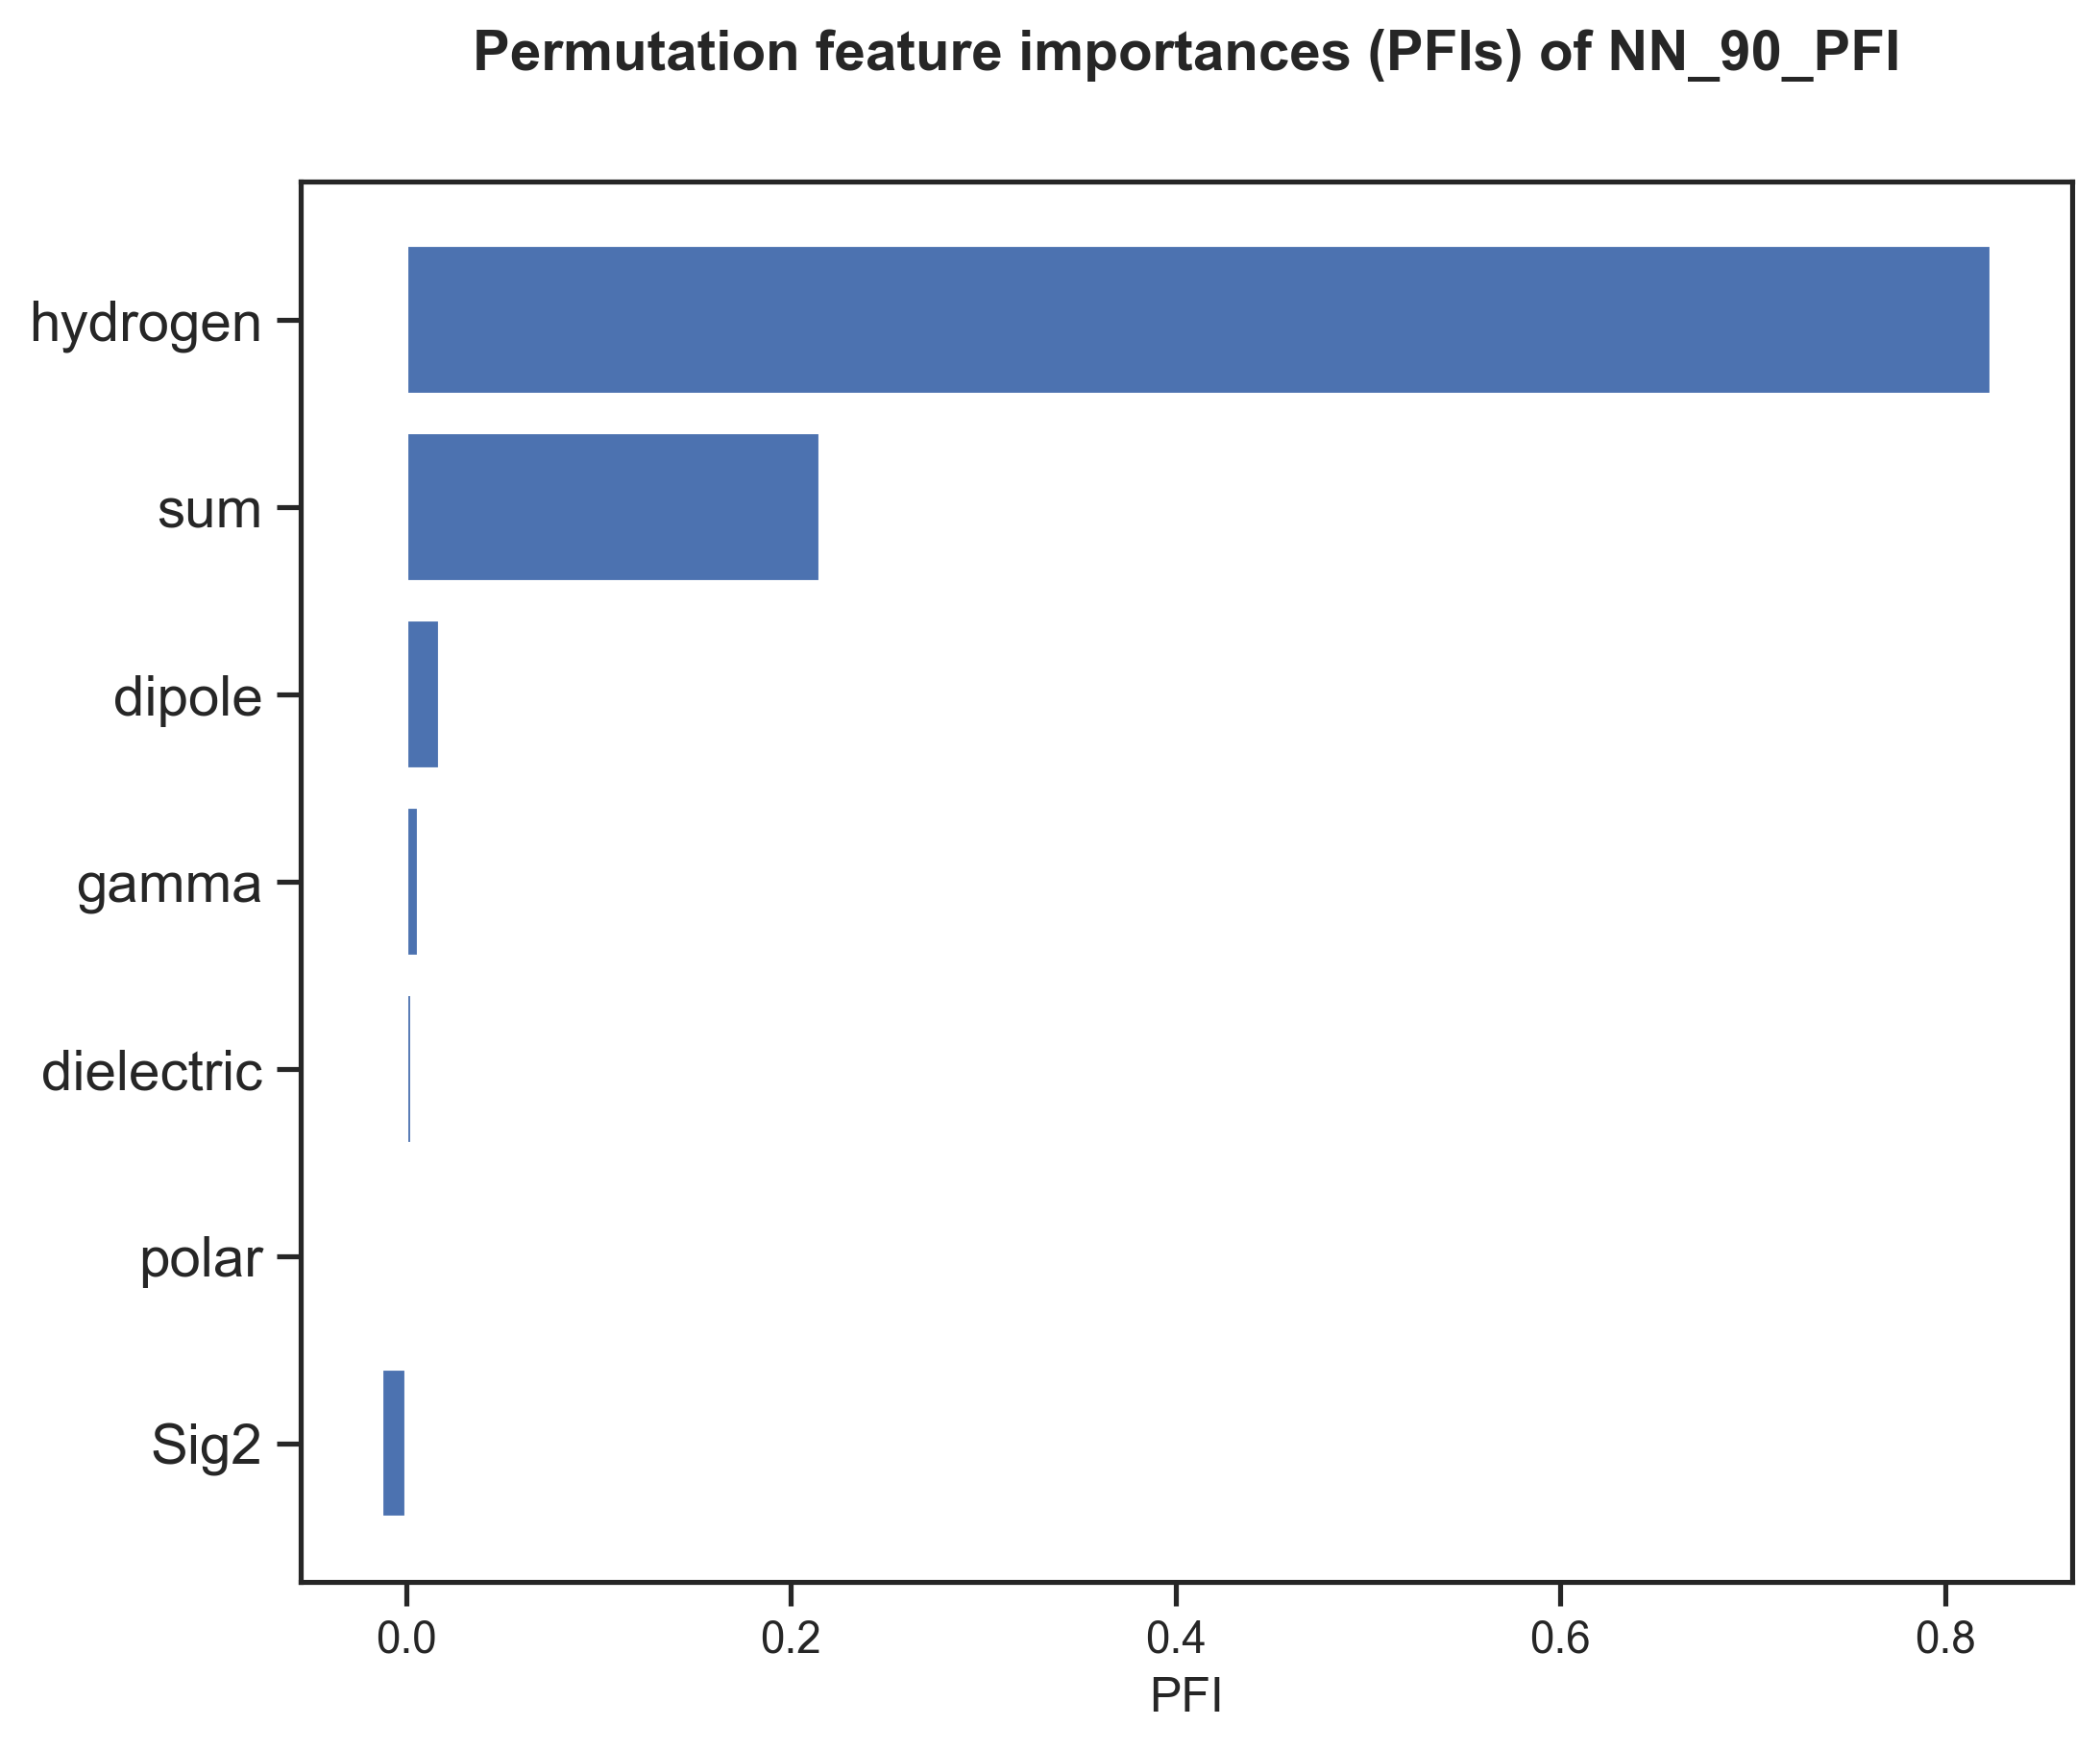 Permutation feature importances (PFIs) of NN_90_PFI
hydrogen
sum
dipole
gamma
dielectric
polar
Sig2
0.0 0.2 0.4 0.6 0.8
PFI